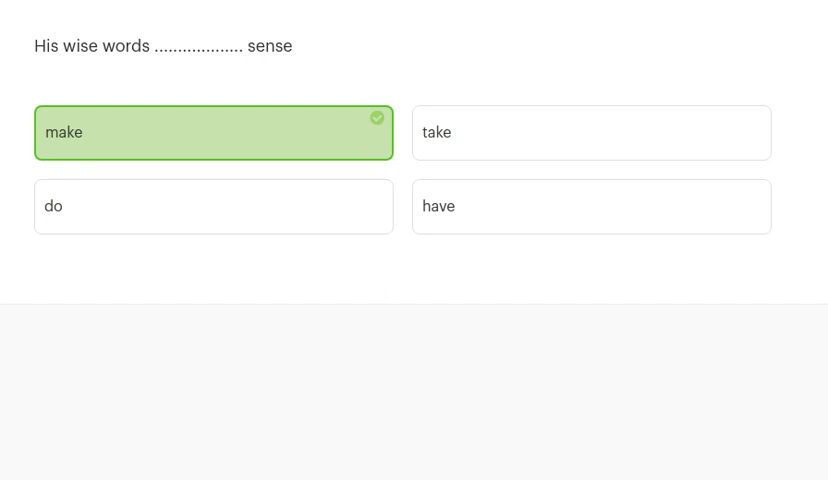 His wise words ................... sense
make
take
do
have